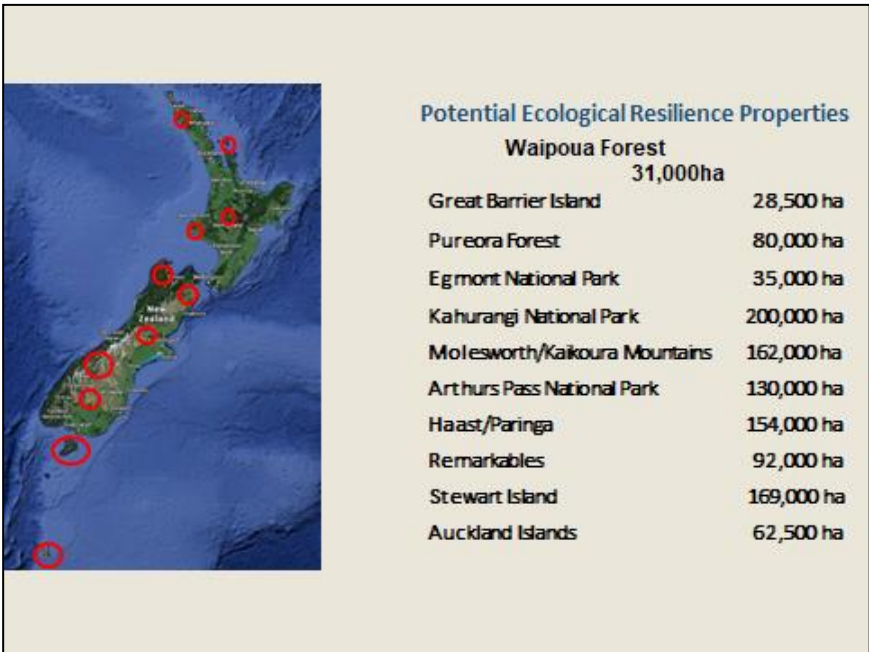 Potential Ecological Resilience Properties
Waipoua Forest
31,000ha
Great Barrier Island 28,500 ha
Pureora Forest 80,000 ha
Egmont National Park 35,000 ha
Kahurangi National Park 200,000 ha
Molesworth/Kaikoura Mountains 162,000 ha
Arthurs Pass National Park 130,000 ha
Haast/Paringa 154,000 ha
Remarkables 92,000 ha
Stewart Island 169,000 ha
Auckland Islands 62,500 ha
New
Zealand